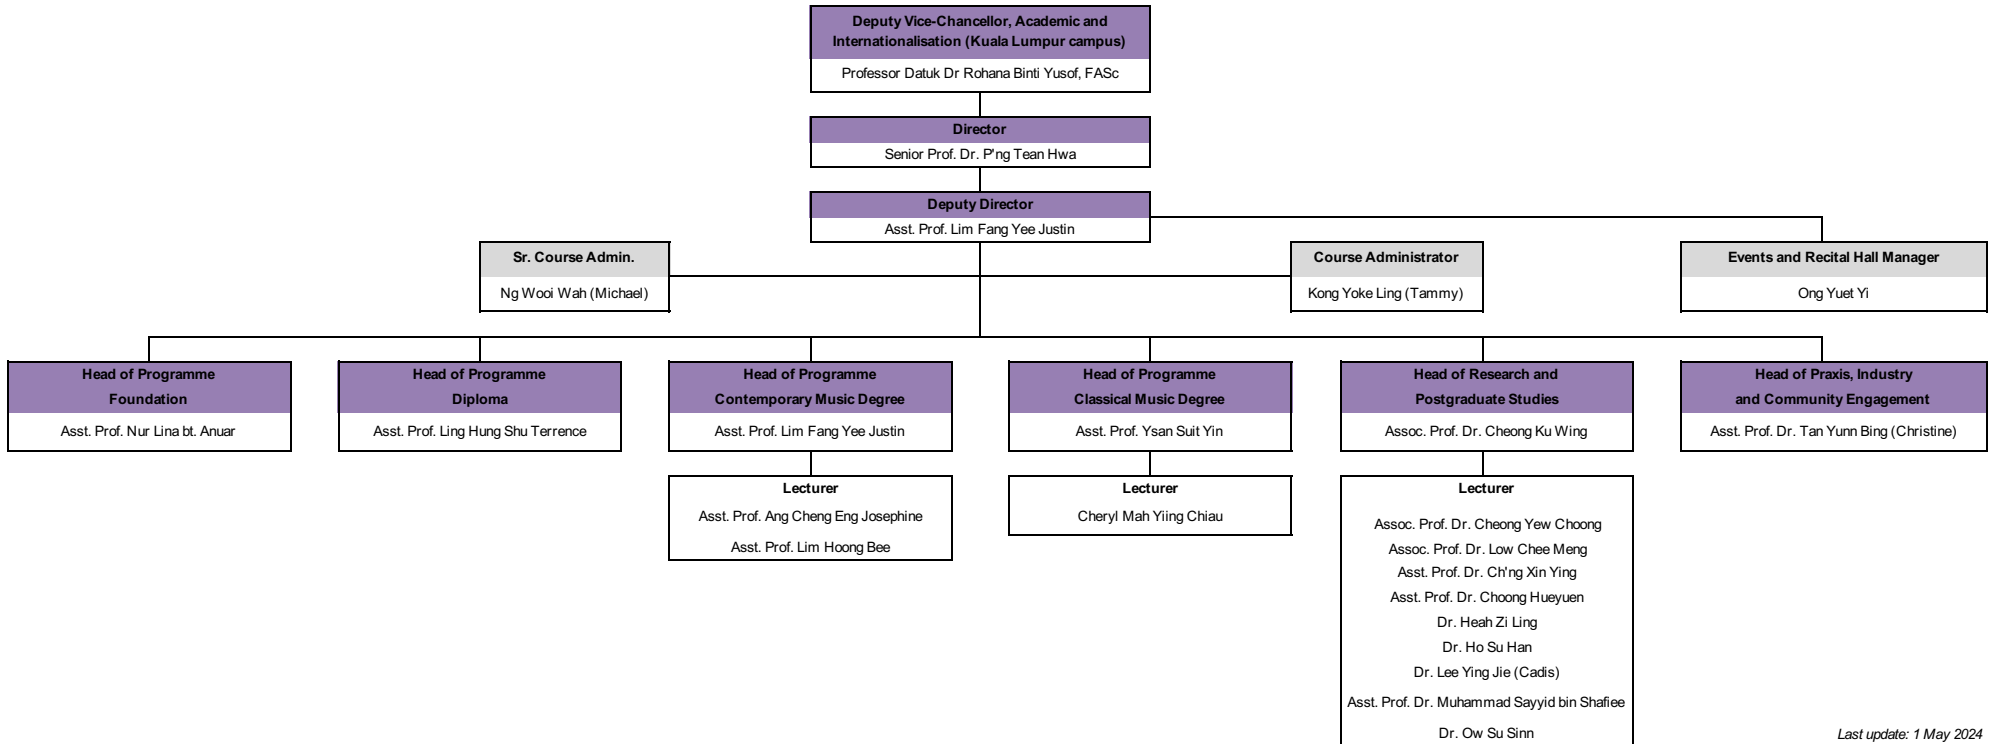 Deputy Vice-Chancellor, Academic and
Internationalisation (Kuala Lumpur campus)
Professor Datuk Dr Rohana Binti Yusof, FASc
Director
Senior Prof. Dr. P'ng Tean Hwa
Deputy Director
Asst. Prof. Lim Fang Yee Justin
Sr. Course Admin.
Ng Wooi Wah (Michael)
Course Administrator
Kong Yoke Ling (Tammy)
Events and Recital Hall Manager
Ong Yuet Yi
Head of Programme
Foundation
Asst. Prof. Nur Lina bt. Anuar
Head of Programme
Diploma
Asst. Prof. Ling Hung Shu Terrence
Head of Programme
Contemporary Music Degree
Asst. Prof. Lim Fang Yee Justin
Lecturer
Asst. Prof. Ang Cheng Eng Josephine
Asst. Prof. Lim Hoong Bee
Head of Programme
Classical Music Degree
Asst. Prof. Ysan Suit Yin
Lecturer
Cheryl Mah Yiing Chiau
Head of Research and
Postgraduate Studies
Assoc. Prof. Dr. Cheong Ku Wing
Lecturer
Assoc. Prof. Dr. Cheong Yew Choong
Assoc. Prof. Dr. Low Chee Meng
Asst. Prof. Dr. Ch'ng Xin Ying
Asst. Prof. Dr. Choong Hueyuen
Dr. Heah Zi Ling
Dr. Ho Su Han
Dr. Lee Ying Jie (Cadis)
Asst. Prof. Dr. Muhammad Sayyid bin Shafiee
Dr. Ow Su Sinn
Head of Praxis, Industry
and Community Engagement
Asst. Prof. Dr. Tan Yunn Bing (Christine)
Last update: 1 May 2024